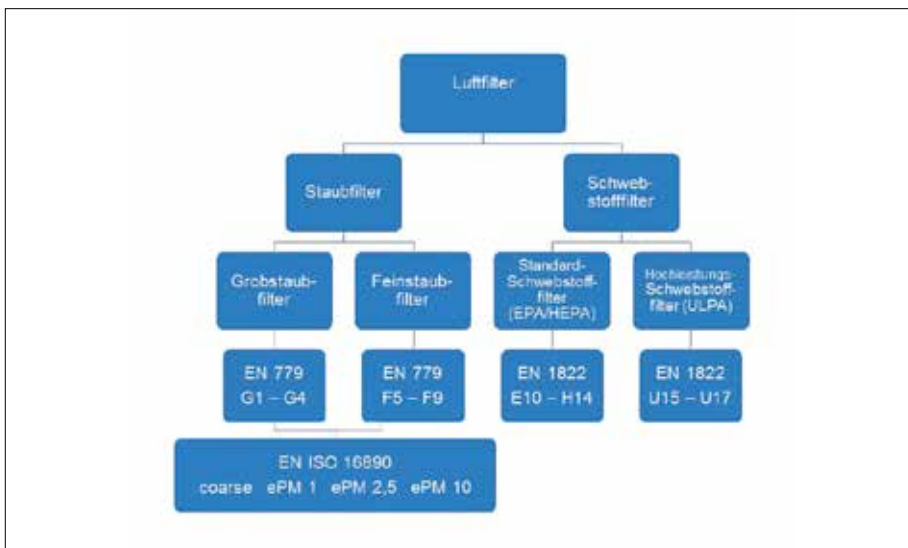 Luftfilter
Staubfilter
Schweb-
stofffilter
Grobstaub-
filter
Feinstaub-
filter
Standard-
Schwebstoff-
filter
(EPA/HEPA)
Hochleistungs-
Schwebstoff-
filter (ULPA)
EN 779
G1 – G4
EN 779
F5 – F9
EN 1822
E10 – H14
EN 1822
U15 – U17
EN ISO 16890
coarse ePM 1 ePM 2,5 ePM 10